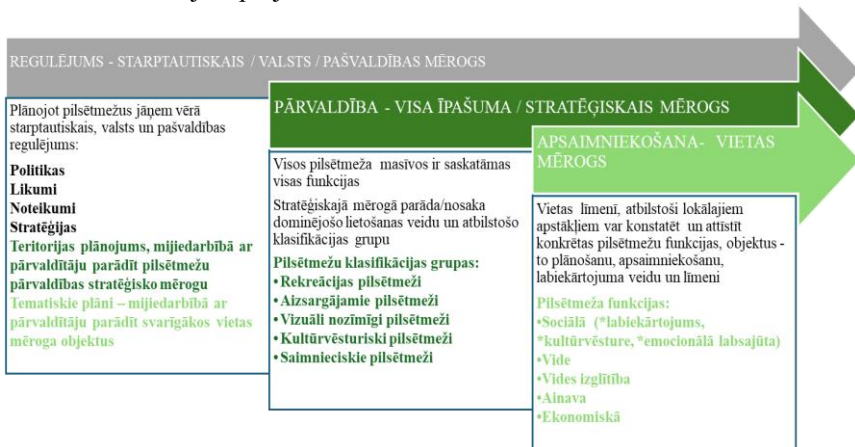 REGULĒJUMS - STARPTAUTISKAIS / VALSTS / PAŠVALDĪBAS MĒROGS
Plānojot pilsētmežus jāņem vērā
starptautiskais, valsts un pašvaldības
regulējums:
Politikas
Likumi
Noteikumi
Stratēģijas
Teritorijas plānojums, mijiedarbībā ar
pārvaldītāju parādīt pilsētmežu
pārvaldības stratēģisko mērogu
Tematiskie plāni – mijiedarbībā ar
pārvaldītāju parādīt svarīgākos vietas
mēroga objektus
PĀRVALDĪBA - VISA ĪPAŠUMA / STRATĒĢISKAIS MĒROGS
Visos pilsētmeža masīvos ir saskatāmas
visas funkcijas
Stratēģiskajā mērogā parāda/nosaka
dominējošo lietošanas veidu un atbilstošo
klasifikācijas grupu
Pilsētmežu klasifikācijas grupas:
•Rekreācijas pilsētmeži
•Aizsargājamie pilsētmeži
•Vizuāli nozīmīgi pilsētmeži
•Kultūrvēsturiski pilsētmeži
•Saimnieciskie pilsētmeži
APSAIMNIEKOŠANA- VIETAS
MĒROGS
Vietas līmenī, atbilstoši lokālajiem
apstākļiem var konstatēt un attīstīt
konkrētas pilsētmežu funkcijas, objektus -
to plānošanu, apsaimniekošanu,
labiekārtojuma veidu un līmeni
Pilsētmeža funkcijas:
•Sociālā (*labiekārtojums,
*kultūrvēsture, *emocionālā labsajūta)
•Vide
•Vides izglītība
•Ainava
•Ekonomiskā